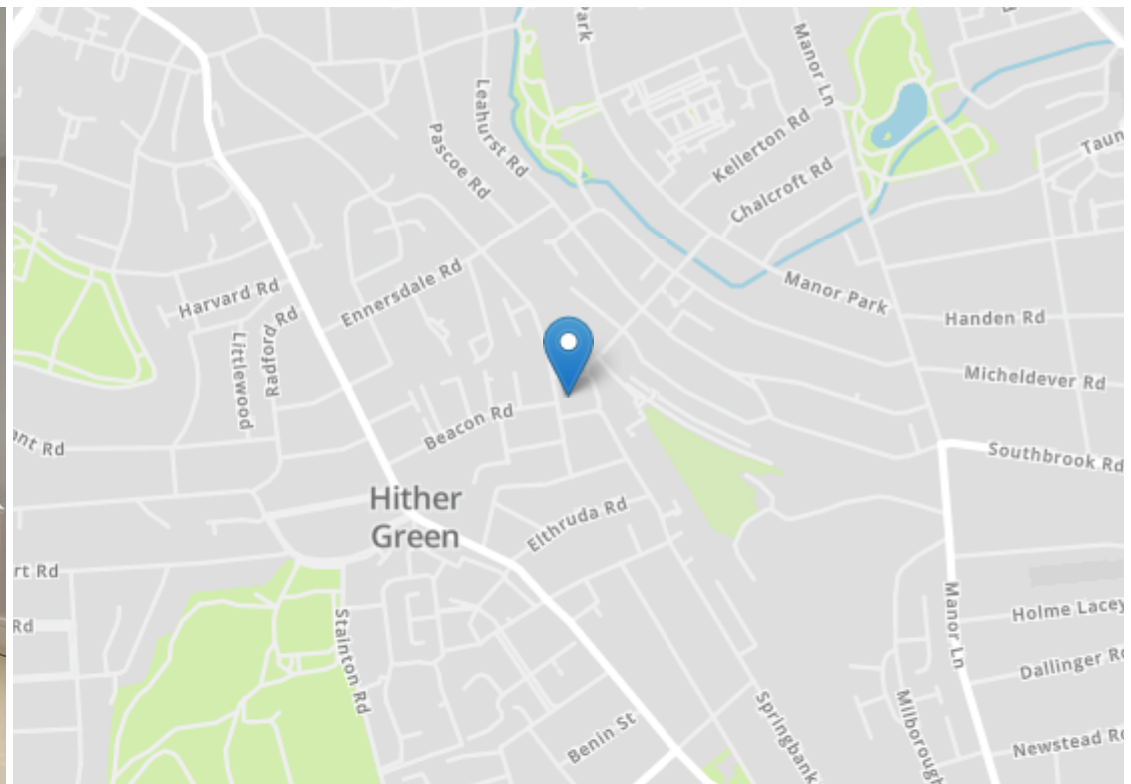 Park
Manor Ln
Leahurst Rd
Pascoe Rd
Kellerton Rd
Chalcroft Rd
Taun
Manor Park
Ennersdale Rd
Harvard Rd
Radford Rd
Littlewood
Handen Rd
Micheldever Rd
Beacon Rd
ant Rd
Southbrook Rd
Hither
Green
Elthruda Rd
rt Rd
Rd
Stainton Rd
Manor Ln
Holme Lacey
Dallinger Rd
Milborough
Springbank
Benin St
Newstead Rd